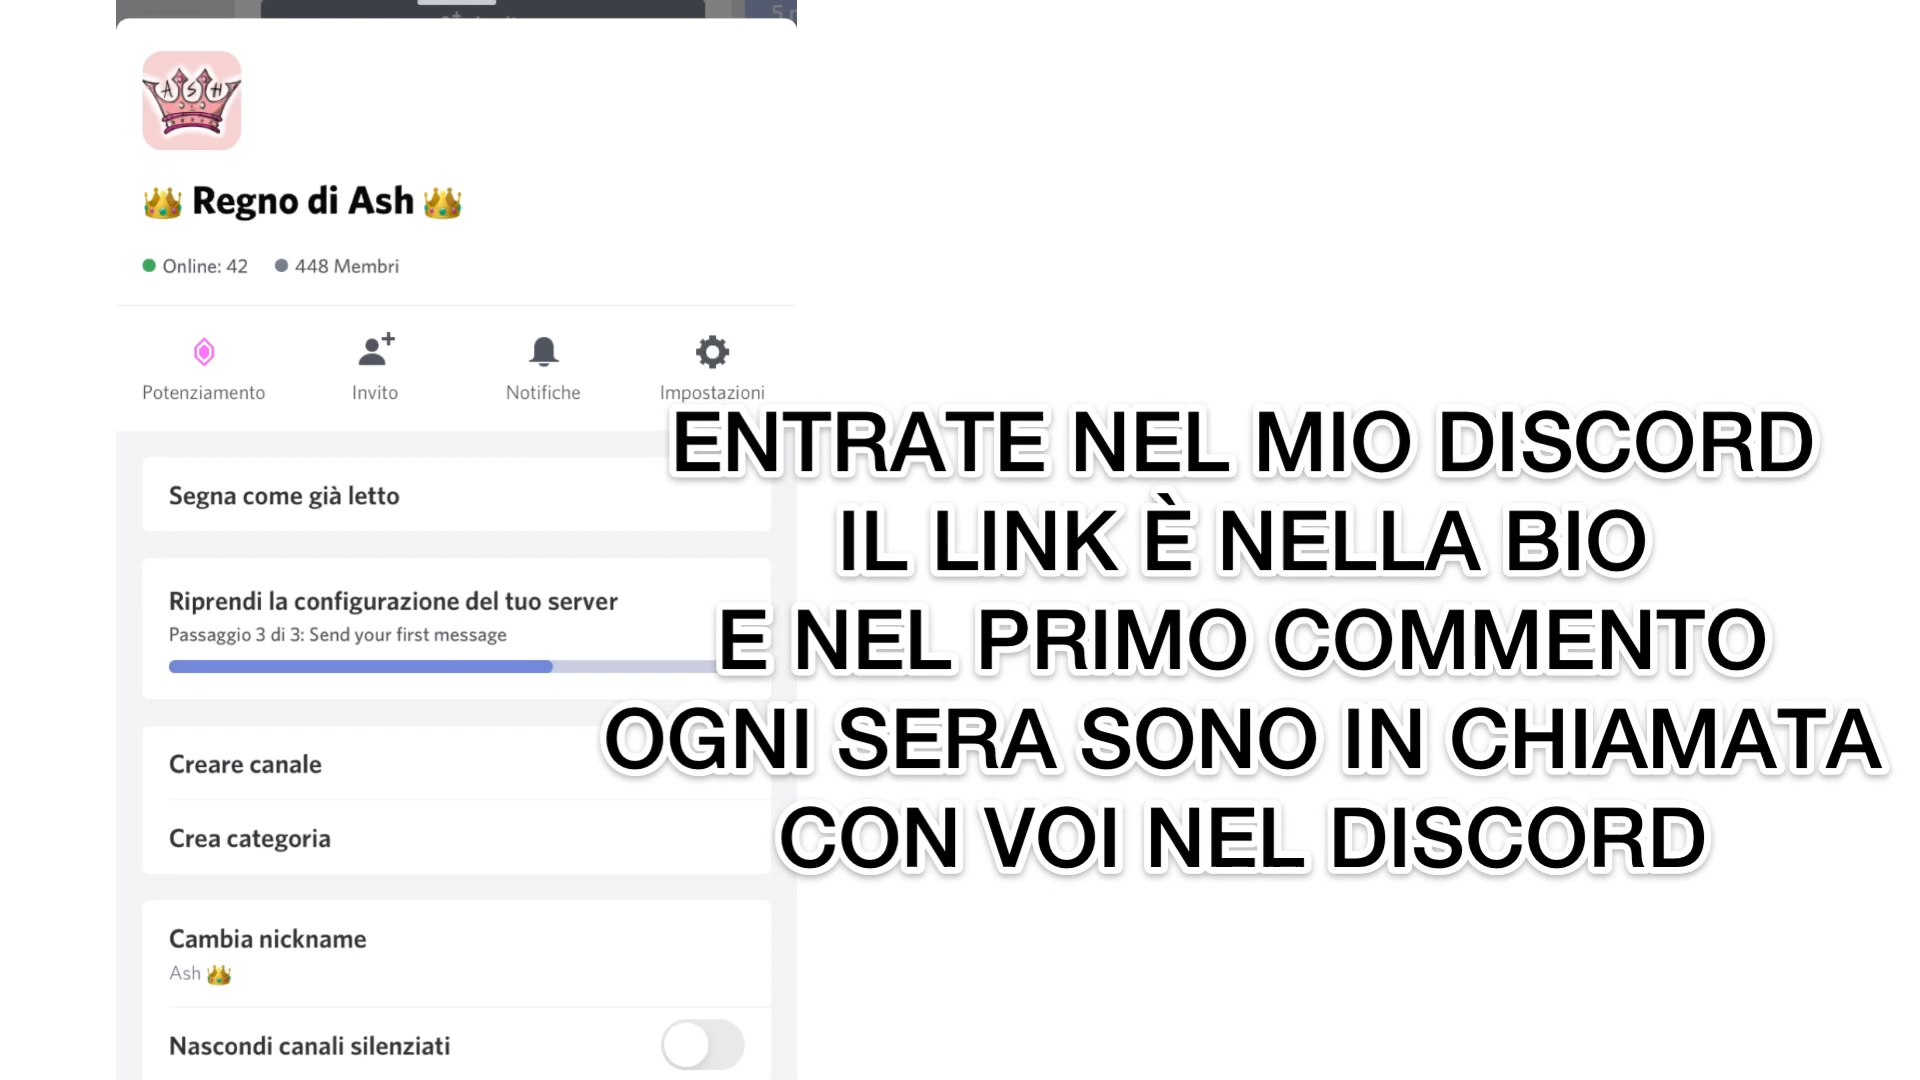 A S H
👑 Regno di Ash 👑
Online: 42 448 Membri
Potenziamento Invito Notifiche Impostazioni
Segna come già letto
Riprendi la configurazione del tuo server
Passaggio 3 di 3: Send your first message
Creare canale
Crea categoria
Cambia nickname
Ash 👑
Nascondi canali silenziati
ENTRATE NEL MIO DISCORD
IL LINK È NELLA BIO
E NEL PRIMO COMMENTO
OGNI SERA SONO IN CHIAMATA
CON VOI NEL DISCORD